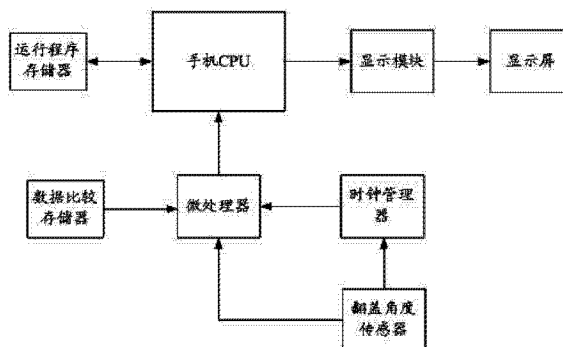 运行程序
存储器
手机CPU
显示模块
显示屏
数据比较
存储器
微处理器
时钟管理
器
翻盖角度
传感器